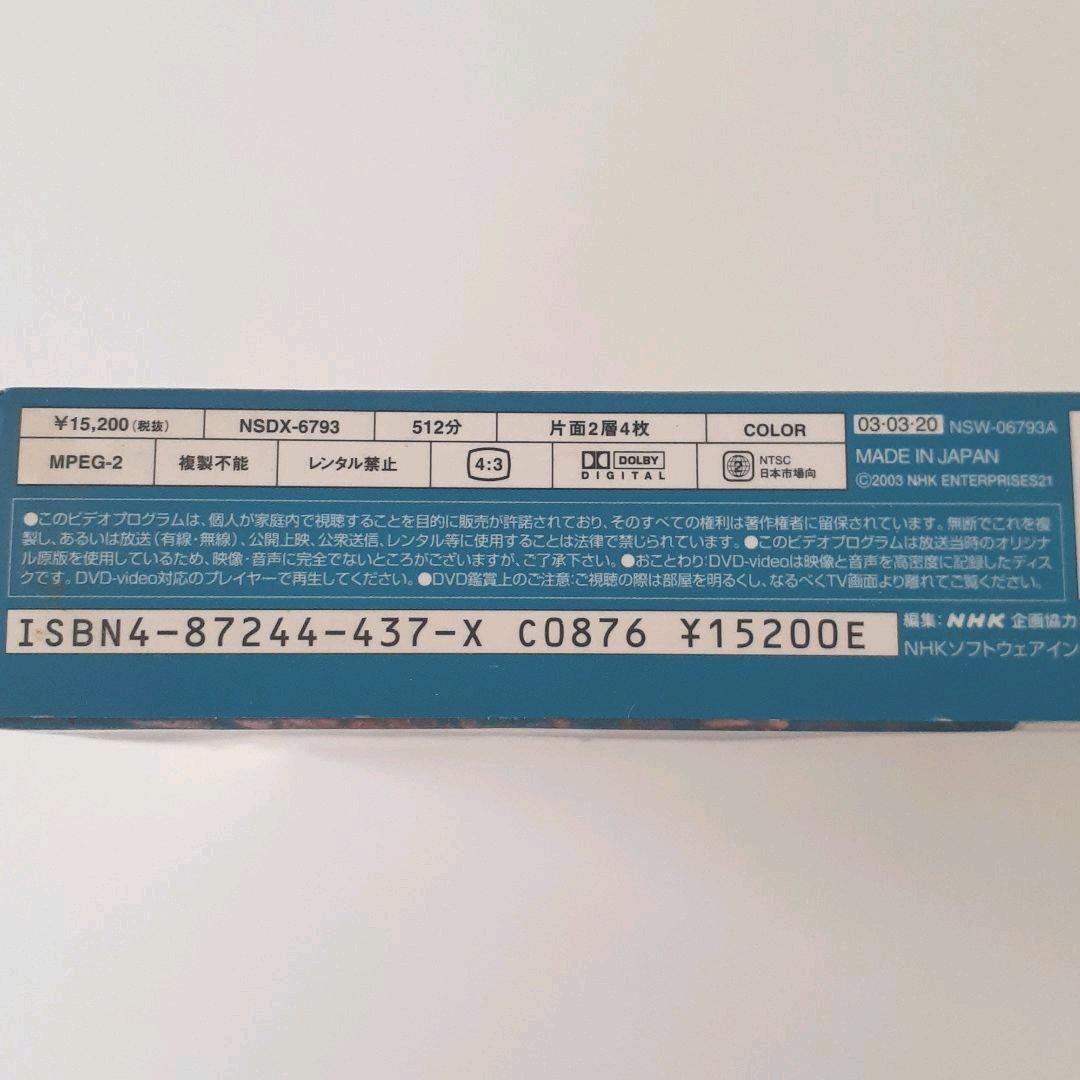 ¥15,200(税抜) NSDX-6793 512分 片面2層4枚 COLOR 03·03·20 NSW-06793A
MPEG-2 複製不能 レンタル禁止 4:3 DOLBY DIGITAL 2 NTSC 日本市場向 MADE IN JAPAN
©2003 NHK ENTERPRISES21
●このビデオプログラムは、個人が家庭内で視聴することを目的に販売が許諾されており、そのすべての権利は著作権者に留保されています。無断でこれを複
製し、あるいは放送(有線・無線)、公開上映、公衆送信、レンタル等に使用することは法律で禁じられています。●このビデオプログラムは放送当時のオリジナ
ル原版を使用しているため、映像・音声に完全でないところがございますが、ご了承下さい。●おことわり:DVD-videoは映像と音声を高密度に記録したディス
クです。DVD-video対応のプレイヤーで再生してください。●DVD鑑賞上のご注意:ご視聴の際は部屋を明るくし、なるべくTV画面より離れてご覧ください。
ISBN4-87244-437-X C0876 ¥15200E
編集:NHK 企画協力
NHKソフトウェアイン